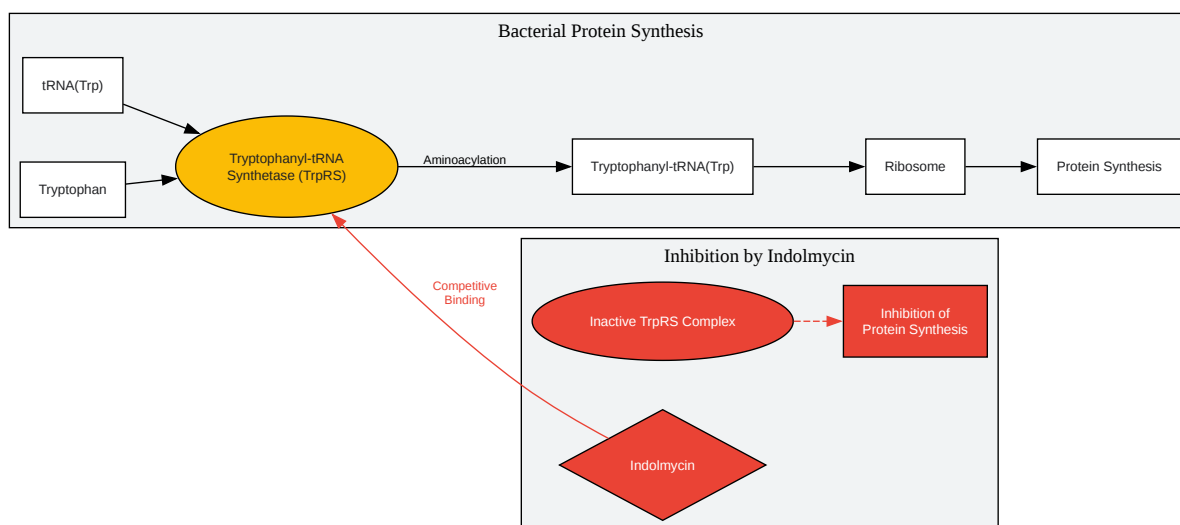 Bacterial Protein Synthesis
tRNA(Trp)
Tryptophan
Tryptophanyl-tRNA
Synthetase (TrpRS)
Aminoacylation
Tryptophanyl-tRNA(Trp)
Ribosome
Protein Synthesis
Inhibition by Indolmycin
Competitive
Binding
Inactive TrpRS Complex
Inhibition of
Protein Synthesis
Indolmycin